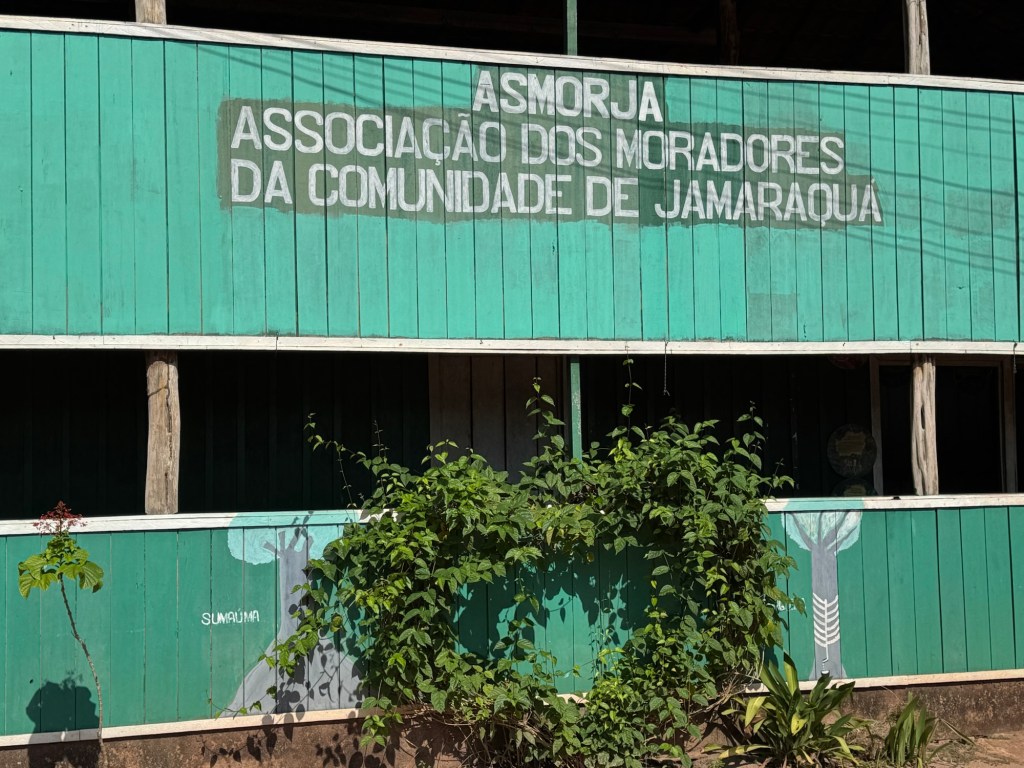 ASMORJA
ASSOCIAÇÃO DOS MORADORES
DA COMUNIDADE DE JAMARAQUÁ
SUMAÚMA